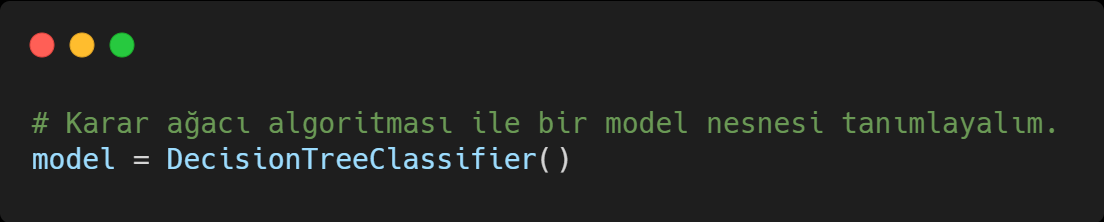 # Karar ağacı algoritması ile bir model nesnesi tanımlayalım.
model = DecisionTreeClassifier()